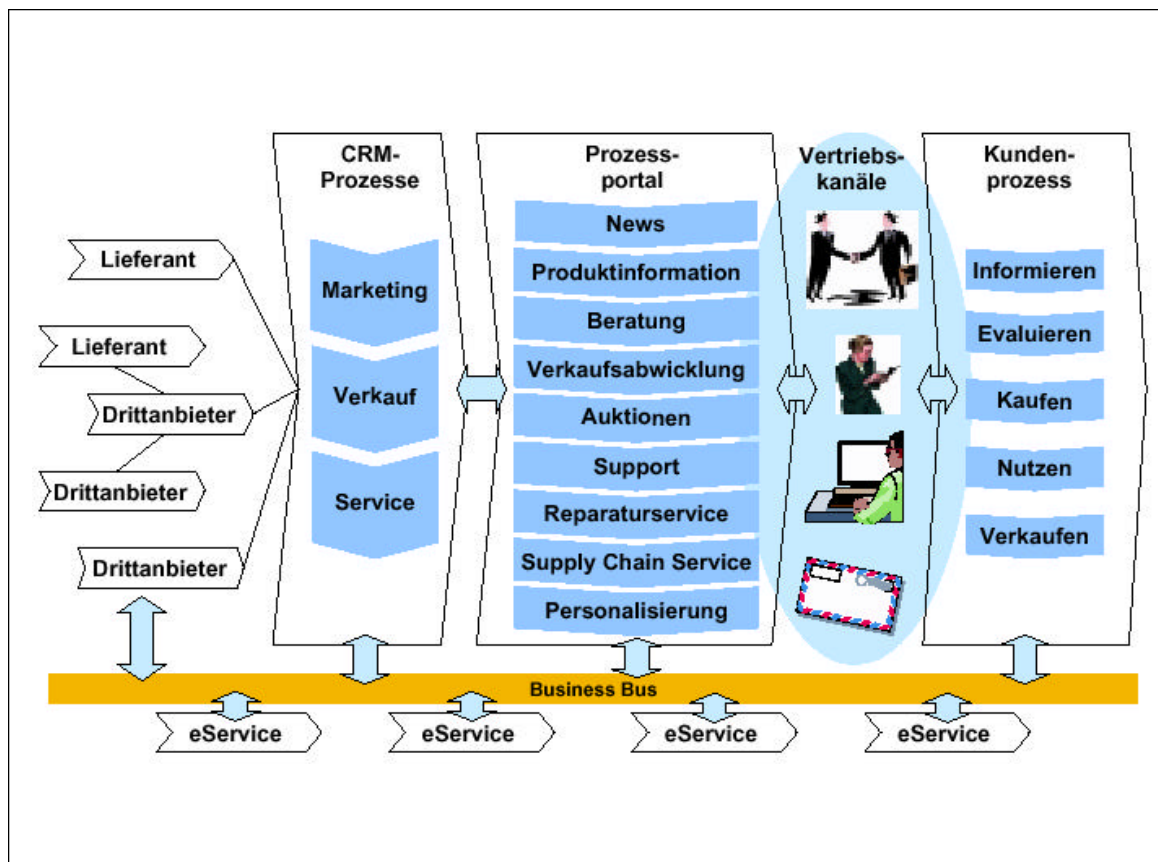 CRM-
Prozesse
Prozess-
portal
Vertriebs-
kanäle
Kunden-
prozess
Lieferant
Lieferant
Drittanbieter
Drittanbieter
Drittanbieter
Marketing
Verkauf
Service
News
Produktinformation
Beratung
Verkaufsabwicklung
Auktionen
Support
Reparaturservice
Supply Chain Service
Personalisierung
Informieren
Evaluieren
Kaufen
Nutzen
Verkaufen
Business Bus
eService
eService
eService
eService